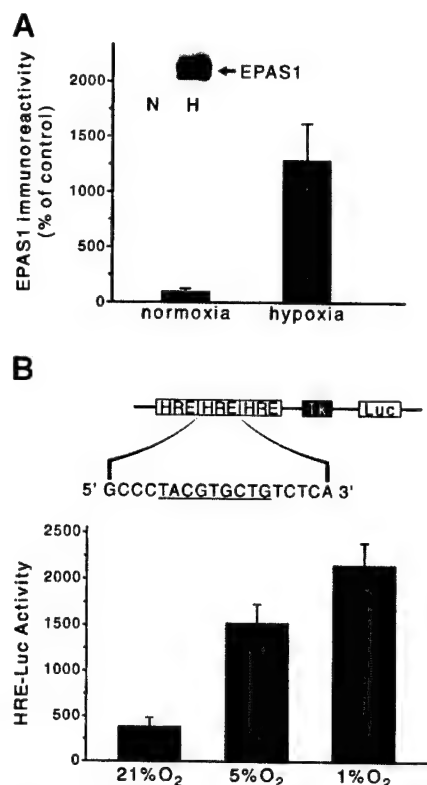 A
EPAS1 immunoreactivity
(% of control)
2000
1500
1000
500
0
EPAS1
N H
normoxia hypoxia
B
HRE HRE HRE Tk Luc
5' GCCCTACGTGCTGTCTCA 3'
HRE-Luc Activity
2500
2000
1500
1000
500
0
21%O₂ 5%O₂ 1%O₂